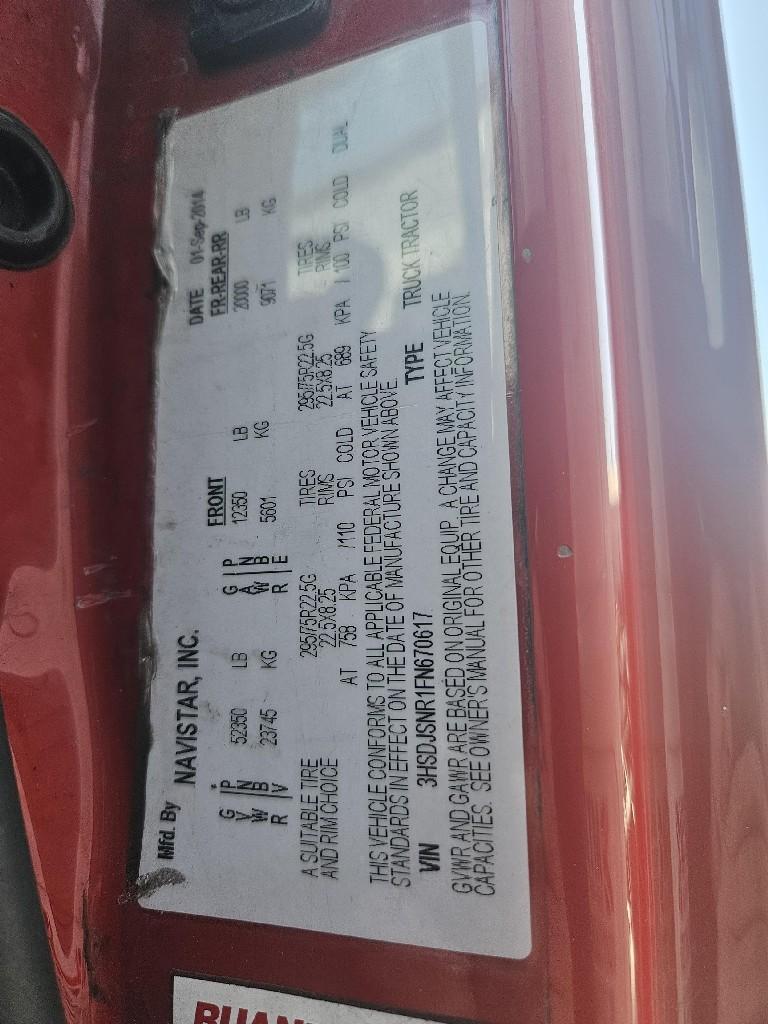 Mfd. By NAVISTAR, INC. DATE 01-Sep-2014
FRONT FR-REAR-RR
GVWR PNBV 52350 LB 23745 KG GAWR PNBE 12350 LB 5601 KG 20000 LB 9071 KG
A SUITABLE TIRE 295/75R22.5G TIRES 295/75R22.5G TIRES
AND RIM CHOICE 22.5X8.25 RIMS 22.5X8.25 RIMS
AT 758 KPA /110 PSI COLD AT 689 KPA / 100 PSI COLD DUAL
THIS VEHICLE CONFORMS TO ALL APPLICABLE FEDERAL MOTOR VEHICLE SAFETY
STANDARDS IN EFFECT ON THE DATE OF MANUFACTURE SHOWN ABOVE.
VIN 3HSDJSNR1FN670617 TYPE TRUCK TRACTOR
GVWR AND GAWR ARE BASED ON ORIGINAL EQUIP. A CHANGE MAY AFFECT VEHICLE
CAPACITIES. SEE OWNER'S MANUAL FOR OTHER TIRE AND CAPACITY INFORMATION.